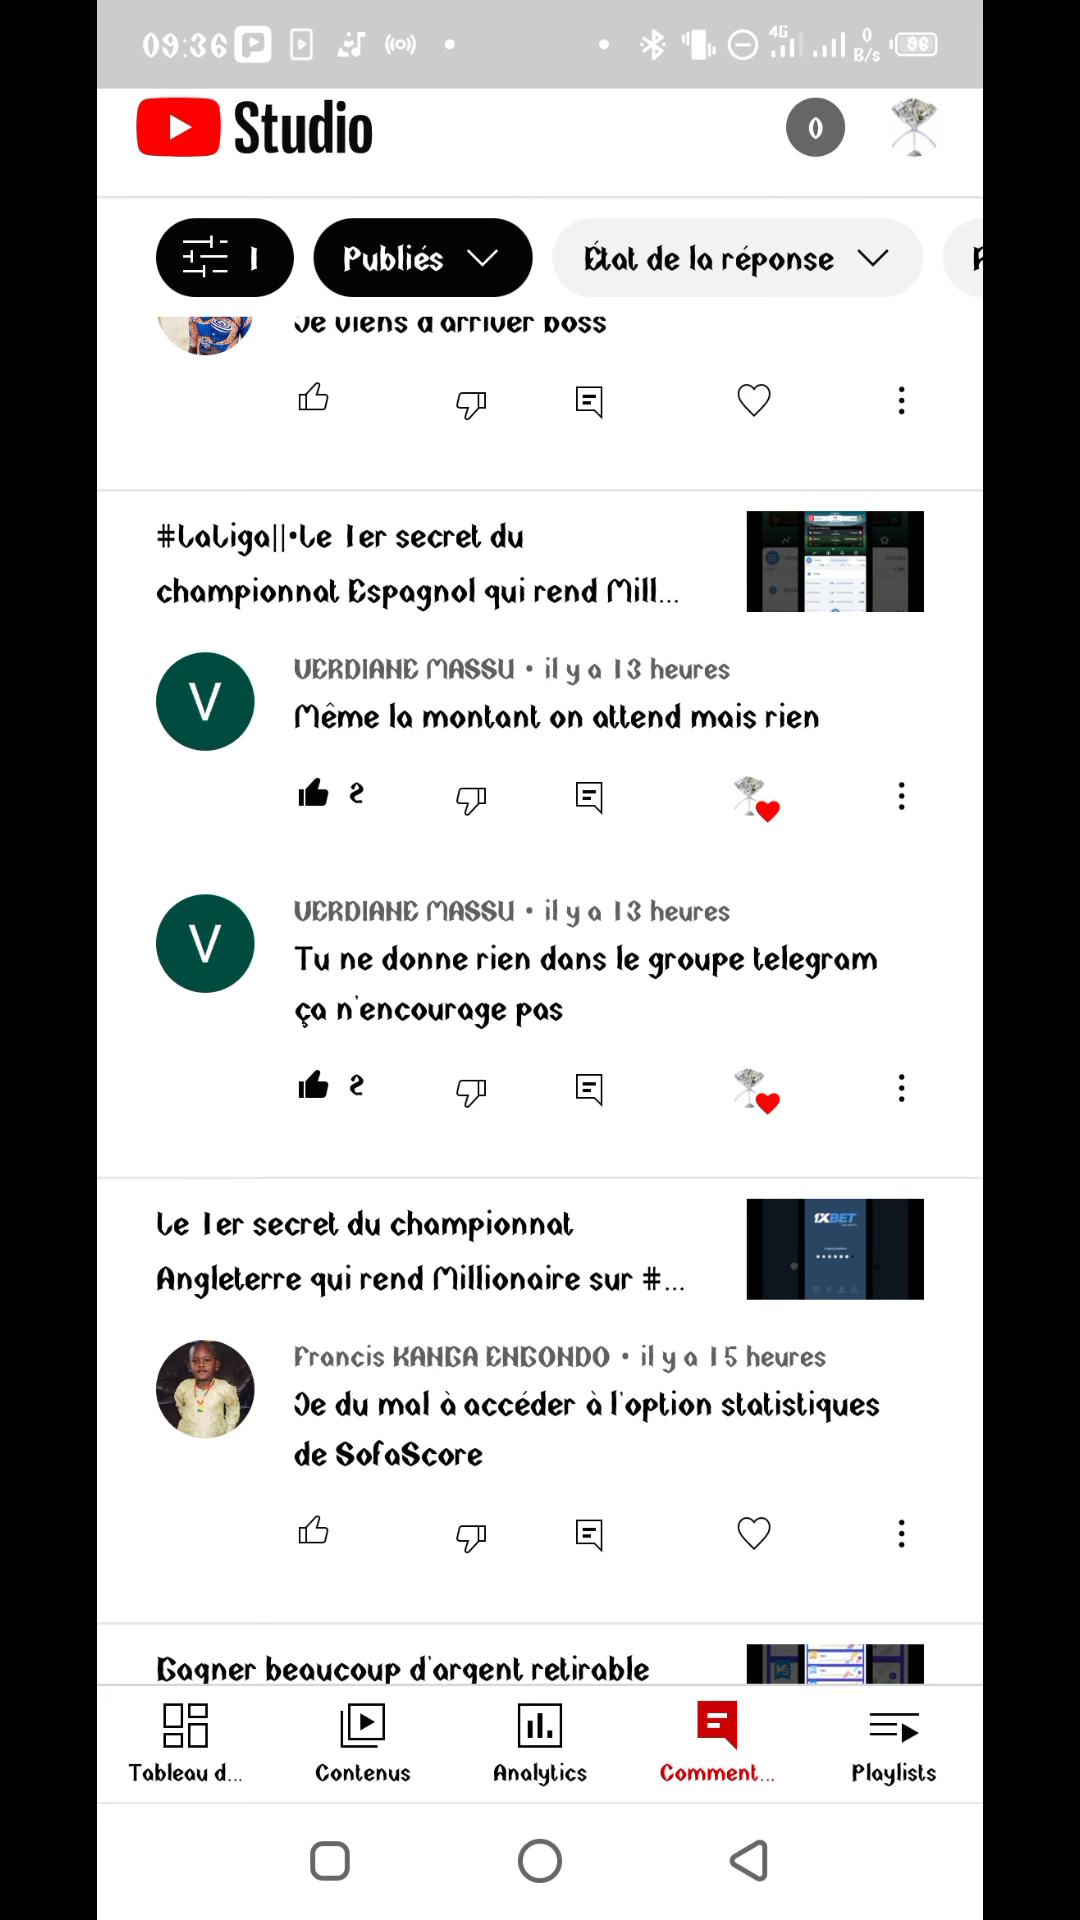 09:36
4G
0
B/s
96
Studio
0
1
Publiés
État de la réponse
Je viens d'arriver boss
#LaLiga||•Le 1er secret du
championnat Espagnol qui rend Mill...
V
VERDIANE MASSU • il y a 13 heures
Même la montant on attend mais rien
2
V
VERDIANE MASSU • il y a 13 heures
Tu ne donne rien dans le groupe telegram
ça n'encourage pas
2
Le 1er secret du championnat
Angleterre qui rend Millionaire sur #...
1XBET
Francis KANGA ENGONDO • il y a 15 heures
Je du mal à accéder à l'option statistiques
de SofaScore
Gagner beaucoup d'argent retirable
Tableau d...
Contenus
Analytics
Comment...
Playlists